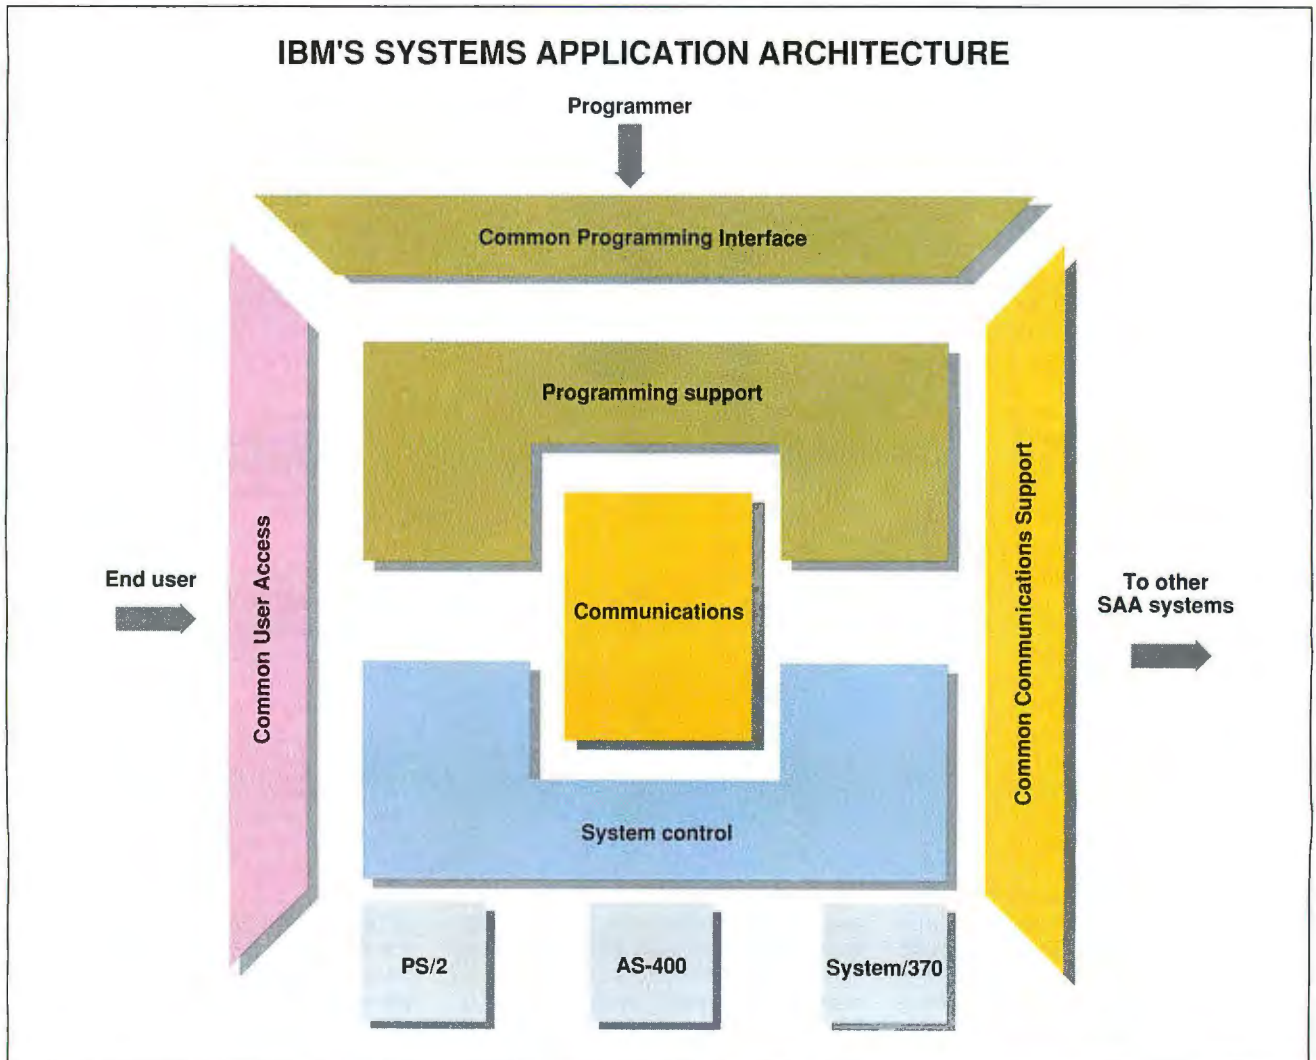 IBM'S SYSTEMS APPLICATION ARCHITECTURE
Programmer
Common Programming Interface
Programming support
Common User Access
End user
Communications
Common Communications Support
To other
SAA systems
System control
PS/2
AS-400
System/370